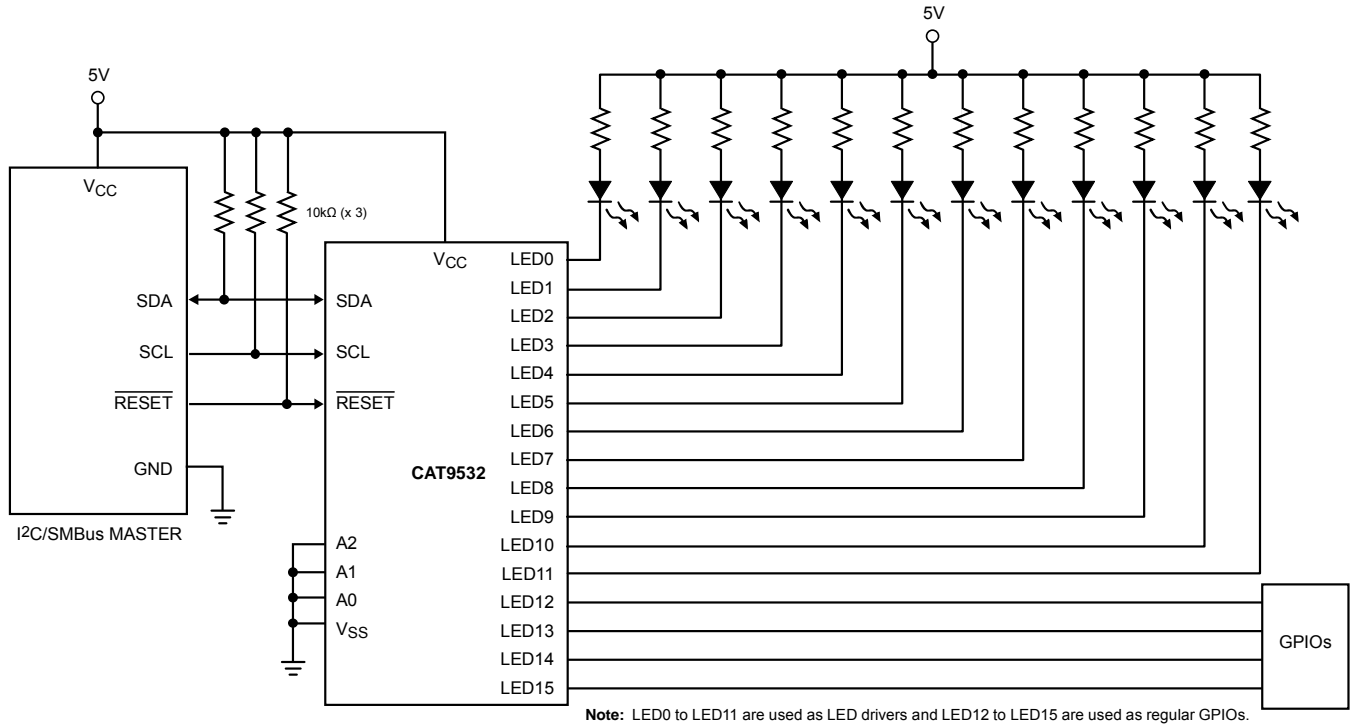 5V
5V
VCC
10kΩ (x 3)
SDA
SCL
RESET
GND
I2C/SMBus MASTER
VCC
SDA
SCL
RESET
CAT9532
A2
A1
A0
VSS
LED0
LED1
LED2
LED3
LED4
LED5
LED6
LED7
LED8
LED9
LED10
LED11
LED12
LED13
LED14
LED15
GPIOs
Note: LED0 to LED11 are used as LED drivers and LED12 to LED15 are used as regular GPIOs.